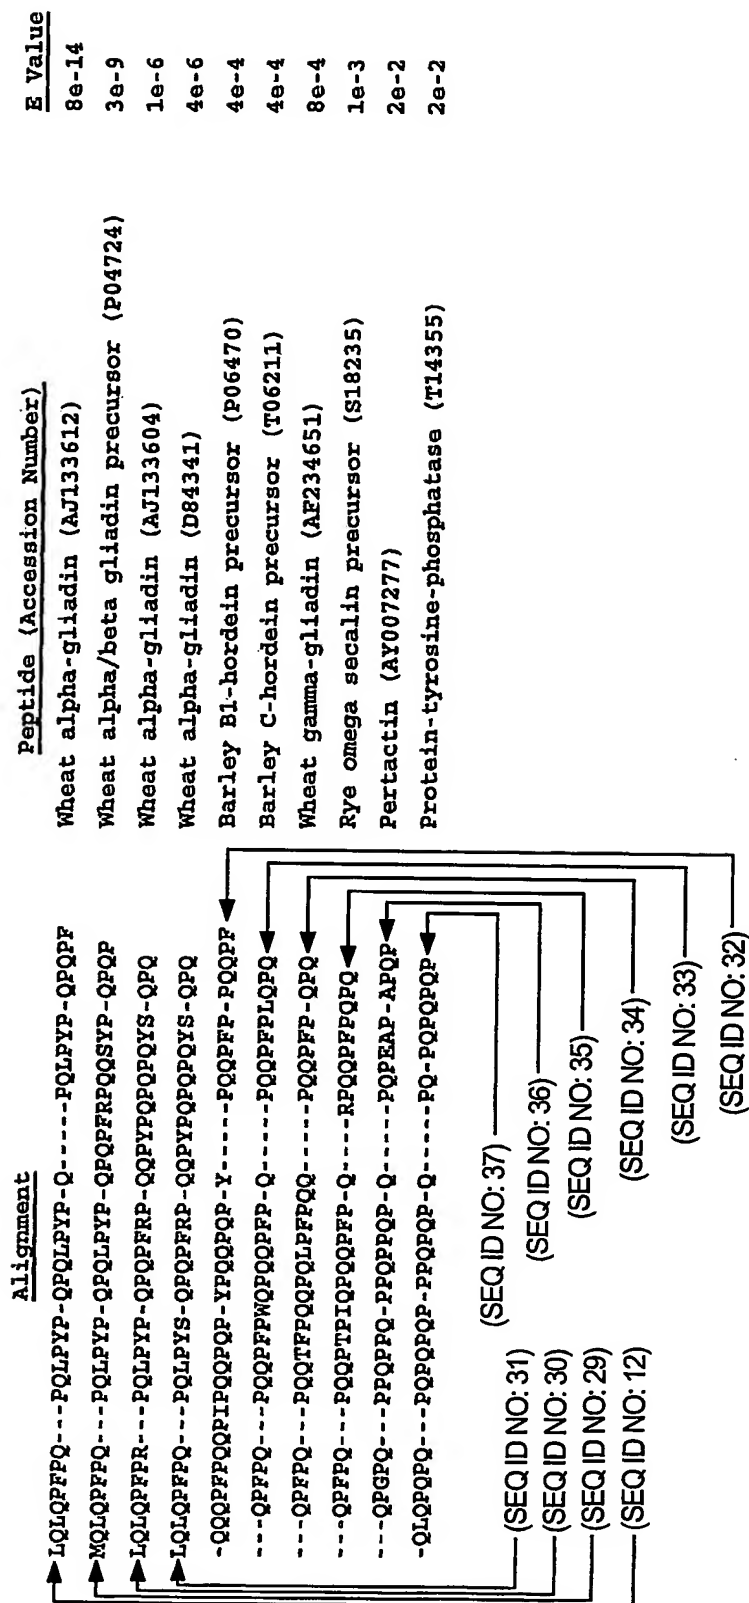 Alignment Peptide (Accession Number) E Value
LQLQPFPQ---PQLPYP-QPQLPYP-Q-----PQLPYP-QPQPF Wheat alpha-gliadin (AJ133612) 8e-14
MQLQPFPQ---PQLPYP-QPQLPYP-QPQPFRPQQSYP-QPQP Wheat alpha/beta gliadin precursor (P04724) 3e-9
LQLQPFPR---PQLPYP-QPQPFRP-QQPYPQPQPQYS-QPQ Wheat alpha-gliadin (AJ133604) 1e-6
LQLQPFPQ---PQLPYS-QPQPFRP-QQPYPQPQPQYS-QPQ Wheat alpha-gliadin (D84341) 4e-6
-QQQPFPQQPIPQQPQP-YPQQPQP-Y-----PQQPFP-PQQPF Barley B1-hordein precursor (P06470) 4e-4
---QPFPQ---PQQPFPWQPQQPFP-Q-----PQQPFPLQPQ Barley C-hordein precursor (T06211) 4e-4
---QPFPQ---PQQTFPQQPQLPFPQQ-----PQQPFP-QPQ Wheat gamma-gliadin (AF234651) 8e-4
---QPFPQ---PQQPTPIQPQQPFP-Q----RPQQPFPQPQ Rye omega secalin precursor (S18235) 1e-3
---QPGPQ---PPQPPQ-PPQPPQP-Q-----PQPEAP-APQP Pertactin (AY007277) 2e-2
-QLQPQPQ---PQPQPQP-PPQPQP-Q-----PQ-PQPQPQP Protein-tyrosine-phosphatase (T14355) 2e-2
(SEQ ID NO: 31)
(SEQ ID NO: 30)
(SEQ ID NO: 29)
(SEQ ID NO: 12)
(SEQ ID NO: 37)
(SEQ ID NO: 36)
(SEQ ID NO: 35)
(SEQ ID NO: 34)
(SEQ ID NO: 33)
(SEQ ID NO: 32)